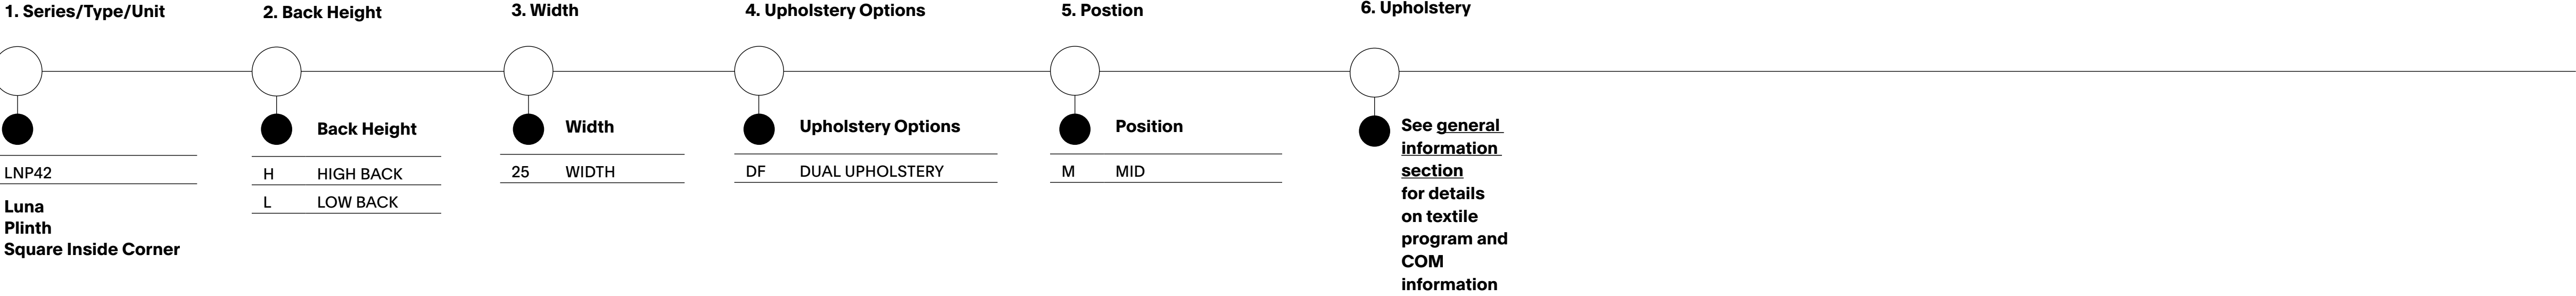 1. Series/Type/Unit
2. Back Height
3. Width
4. Upholstery Options
5. Postion
6. Upholstery
LNP42
Luna
Plinth
Square Inside Corner
Back Height
H HIGH BACK
L LOW BACK
Width
25 WIDTH
Upholstery Options
DF DUAL UPHOLSTERY
Position
M MID
See general
information
section
for details
on textile
program and
COM
information